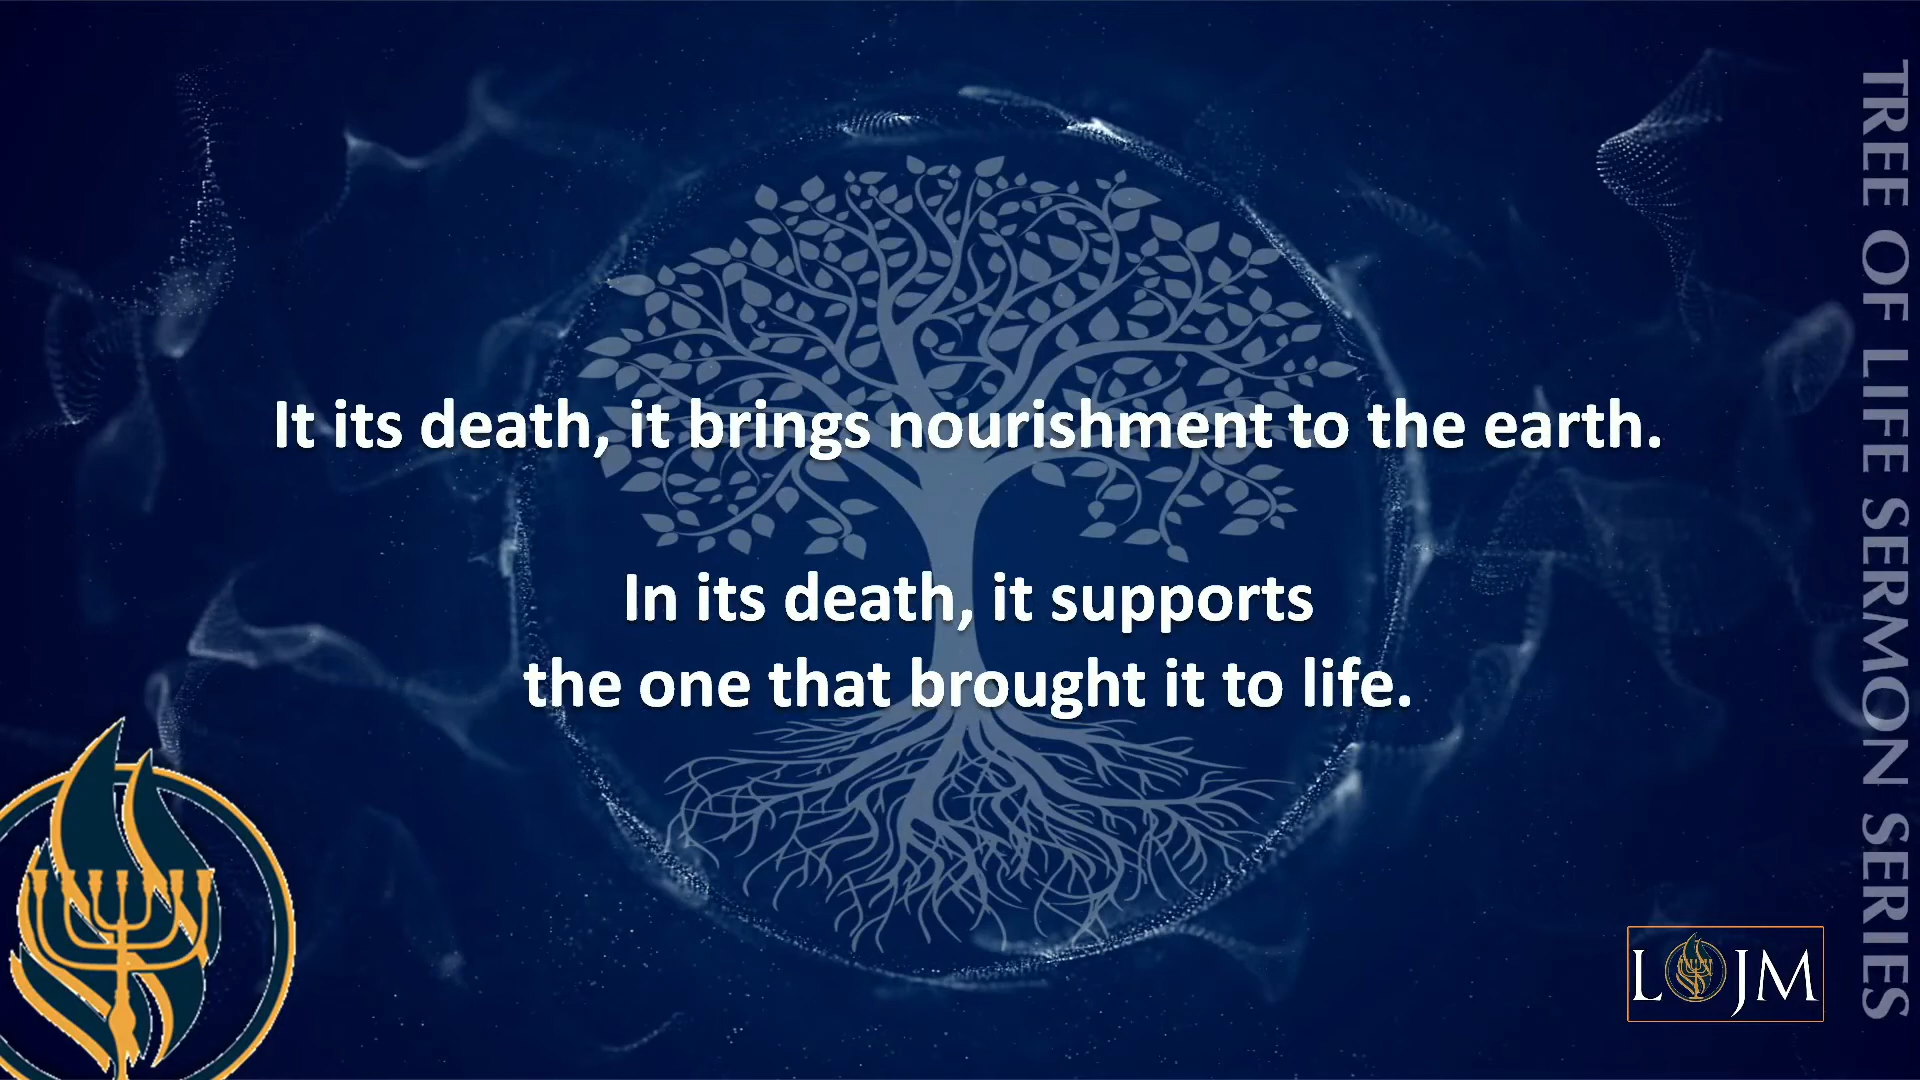 It its death, it brings nourishment to the earth.
In its death, it supports
the one that brought it to life.
TREE OF LIFE SERMON SERIES
LOJM